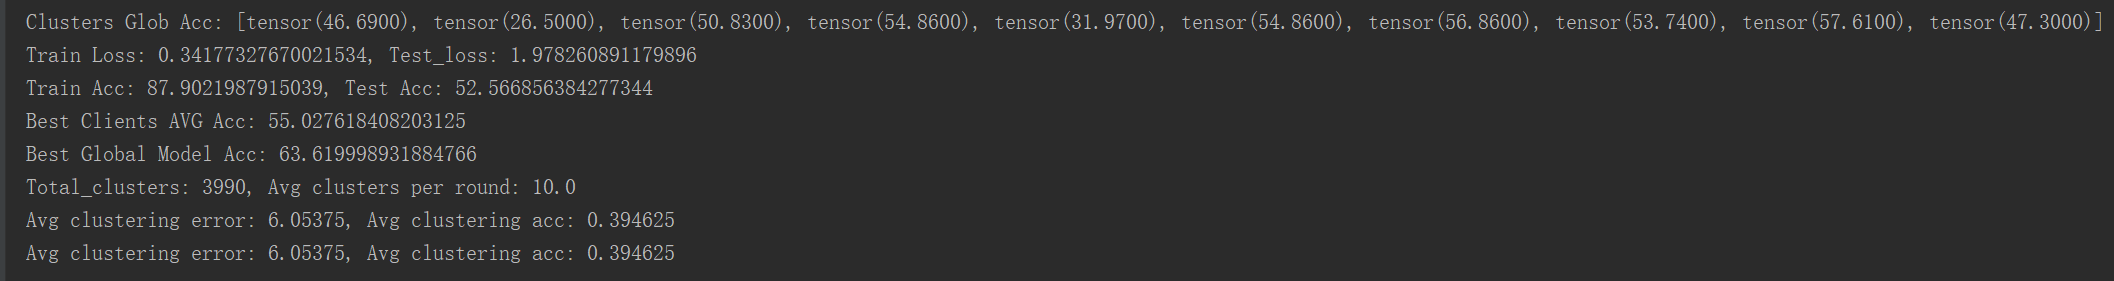 Clusters Glob Acc: [tensor(46.6900), tensor(26.5000), tensor(50.8300), tensor(54.8600), tensor(31.9700), tensor(54.8600), tensor(56.8600), tensor(53.7400), tensor(57.6100), tensor(47.3000)]
Train Loss: 0.34177327670021534, Test_loss: 1.978260891179896
Train Acc: 87.9021987915039, Test Acc: 52.566856384277344
Best Clients AVG Acc: 55.027618408203125
Best Global Model Acc: 63.619998931884766
Total_clusters: 3990, Avg clusters per round: 10.0
Avg clustering error: 6.05375, Avg clustering acc: 0.394625
Avg clustering error: 6.05375, Avg clustering acc: 0.394625